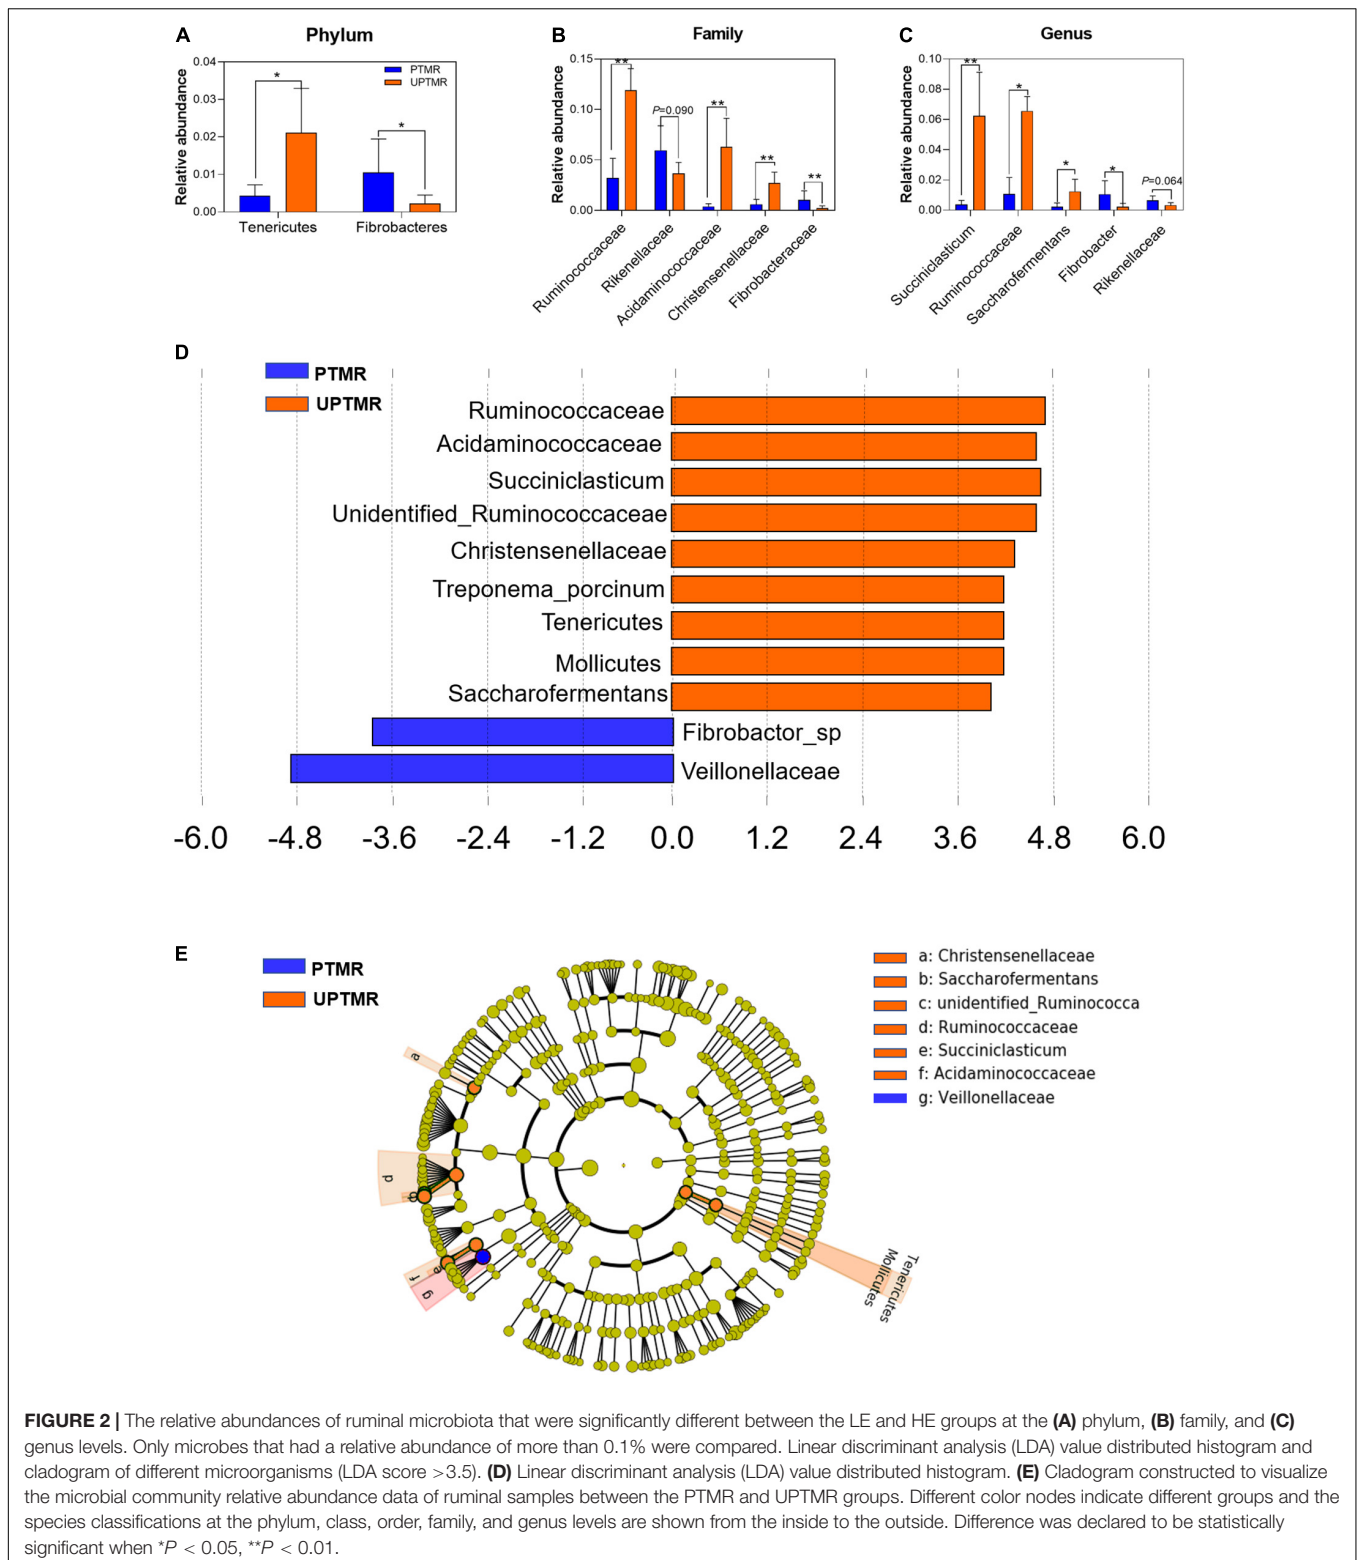 A
Phylum
Relative abundance
0.04
0.03
0.02
0.01
0.00
PTMR
UPTMR
*
*
Tenericutes
Fibrobacteres
B
Family
Relative abundance
0.15
0.10
0.05
0.00
**
P=0.090
**
**
**
Ruminococcaceae
Rikenellaceae
Acidaminococcaceae
Christensenellaceae
Fibrobacteraceae
C
Genus
Relative abundance
0.10
0.08
0.06
0.04
0.02
0.00
**
*
*
*
P=0.064
Succiniclasticum
Ruminococcaceae
Saccharofermentans
Fibrobacter
Rikenellaceae
D
PTMR
UPTMR
Ruminococcaceae
Acidaminococcaceae
Succiniclasticum
Unidentified_Ruminococcaceae
Christensenellaceae
Treponema_porcinum
Tenericutes
Mollicutes
Saccharofermentans
Fibrobactor_sp
Veillonellaceae
-6.0 -4.8 -3.6 -2.4 -1.2 0.0 1.2 2.4 3.6 4.8 6.0
E
PTMR
UPTMR
a: Christensenellaceae
b: Saccharofermentans
c: unidentified_Ruminococca
d: Ruminococcaceae
e: Succiniclasticum
f: Acidaminococcaceae
g: Veillonellaceae
a
d
e
f
g
Mollicutes
Tenericutes
FIGURE 2 | The relative abundances of ruminal microbiota that were significantly different between the LE and HE groups at the (A) phylum, (B) family, and (C)
genus levels. Only microbes that had a relative abundance of more than 0.1% were compared. Linear discriminant analysis (LDA) value distributed histogram and
cladogram of different microorganisms (LDA score >3.5). (D) Linear discriminant analysis (LDA) value distributed histogram. (E) Cladogram constructed to visualize
the microbial community relative abundance data of ruminal samples between the PTMR and UPTMR groups. Different color nodes indicate different groups and the
species classifications at the phylum, class, order, family, and genus levels are shown from the inside to the outside. Difference was declared to be statistically
significant when *P < 0.05, **P < 0.01.